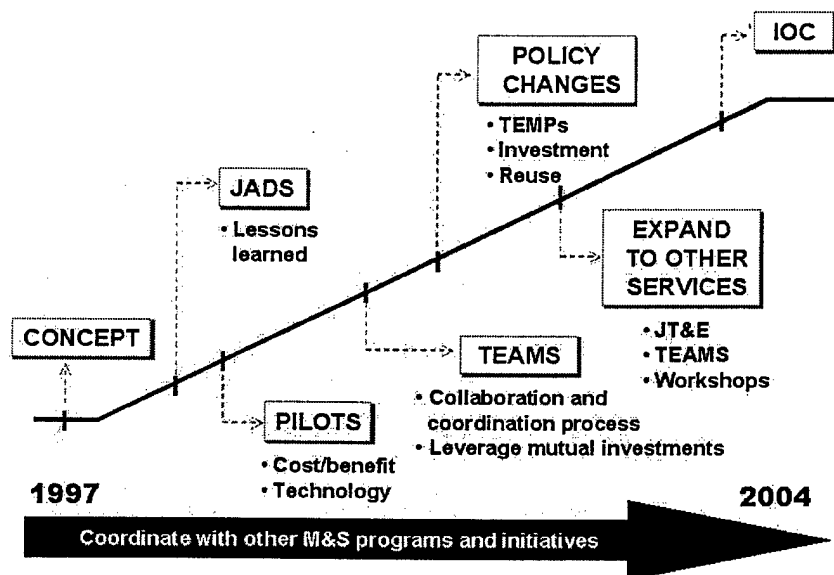 IOC
POLICY
CHANGES
• TEMPs
• Investment
• Reuse
JADS
• Lessons
learned
EXPAND
TO OTHER
SERVICES
• JT&E
• TEAMS
• Workshops
CONCEPT
TEAMS
• Collaboration and
coordination process
• Leverage mutual investments
PILOTS
• Cost/benefit
• Technology
1997
2004
Coordinate with other M&S programs and initiatives